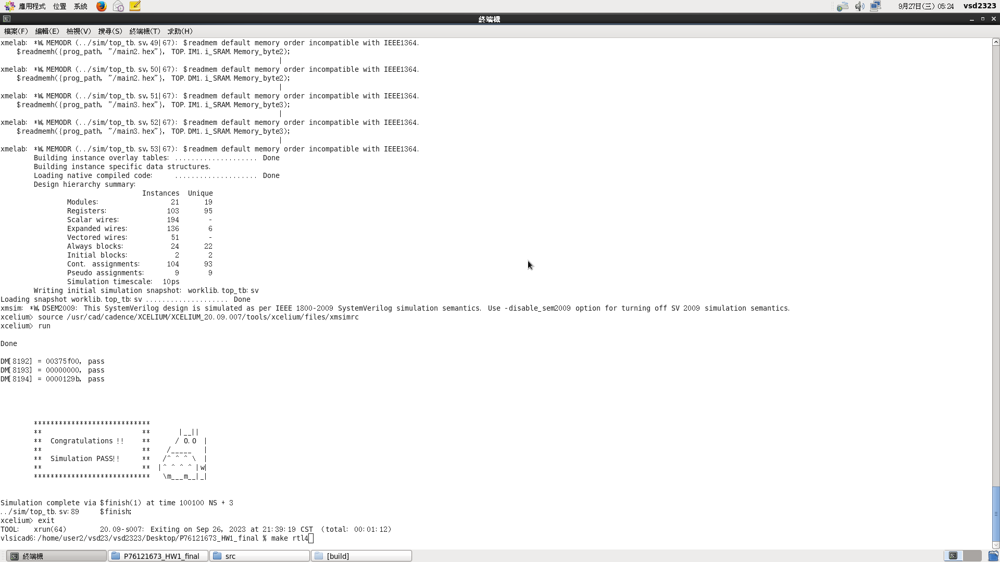 應用程式 位置 系統 9月27日(三) 05:24 vsd2323
終端機
檔案(F) 編輯(E) 檢視(V) 搜尋(S) 終端機(T) 求助(H)
xmelab: *W,MEMODR (../sim/top_tb.sv,49|67): $readmem default memory order incompatible with IEEE1364.
    $readmemh({prog_path, "/main2.hex"}, TOP.IM1.i_SRAM.Memory_byte2);
                                                                   |
xmelab: *W,MEMODR (../sim/top_tb.sv,50|67): $readmem default memory order incompatible with IEEE1364.
    $readmemh({prog_path, "/main2.hex"}, TOP.DM1.i_SRAM.Memory_byte2);
                                                                   |
xmelab: *W,MEMODR (../sim/top_tb.sv,51|67): $readmem default memory order incompatible with IEEE1364.
    $readmemh({prog_path, "/main3.hex"}, TOP.IM1.i_SRAM.Memory_byte3);
                                                                   |
xmelab: *W,MEMODR (../sim/top_tb.sv,52|67): $readmem default memory order incompatible with IEEE1364.
    $readmemh({prog_path, "/main3.hex"}, TOP.DM1.i_SRAM.Memory_byte3);
                                                                   |
xmelab: *W,MEMODR (../sim/top_tb.sv,53|67): $readmem default memory order incompatible with IEEE1364.
        Building instance overlay tables: .................... Done
        Building instance specific data structures.
        Loading native compiled code:     .................... Done
        Design hierarchy summary:
                                  Instances  Unique
                Modules:                 21      19
                Registers:              103      95
                Scalar wires:           194       -
                Expanded wires:         136       6
                Vectored wires:          51       -
                Always blocks:           24      22
                Initial blocks:           2       2
                Cont. assignments:      104      93
                Pseudo assignments:       9       9
                Simulation timescale:  10ps
        Writing initial simulation snapshot: worklib.top_tb:sv
Loading snapshot worklib.top_tb:sv .................... Done
xmsim: *W,DSEM2009: This SystemVerilog design is simulated as per IEEE 1800-2009 SystemVerilog simulation semantics. Use -disable_sem2009 option for turning off SV 2009 simulation semantics.
xcelium> source /usr/cad/cadence/XCELIUM/XCELIUM_20.09.007/tools/xcelium/files/xmsimrc
xcelium> run
Done
DM[8192] = 00375f00, pass
DM[8193] = 00000000, pass
DM[8194] = 0000129b, pass
        ****************************
        **                        **       |__||
        **  Congratulations !!    **      / O.O  |
        **                        **    /_____   |
        **  Simulation PASS!!     **   /^ ^ ^ \  |
        **                        **  |^ ^ ^ ^ |w|
        ****************************   \m___m__|_|
Simulation complete via $finish(1) at time 100100 NS + 3
../sim/top_tb.sv:89     $finish;
xcelium> exit
TOOL:   xrun(64)        20.09-s007: Exiting on Sep 26, 2023 at 21:39:19 CST  (total: 00:01:12)
vlsicad6:/home/user2/vsd23/vsd2323/Desktop/P76121673_HW1_final % make rtl4
終端機 P76121673_HW1_final src [build]